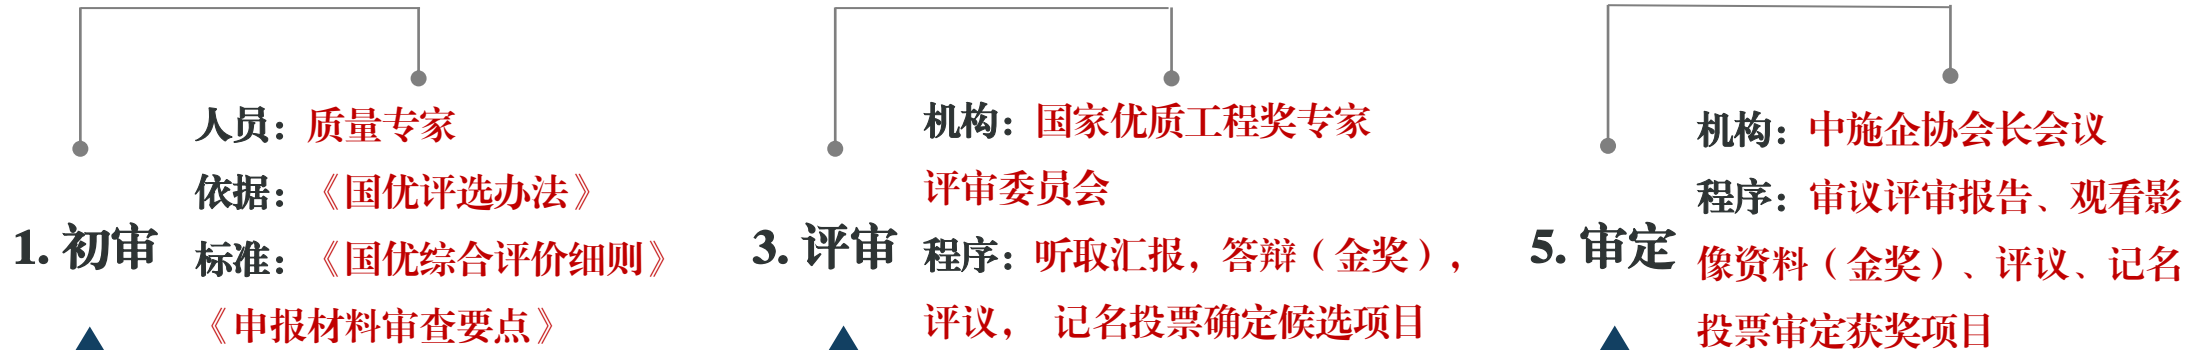 1. 初审
人员：质量专家
依据：《国优评选办法》
标准：《国优综合评价细则》
《申报材料审查要点》
3. 评审
机构：国家优质工程奖专家
评审委员会
程序：听取汇报，答辩（金奖），
评议， 记名投票确定候选项目
5. 审定
机构：中施企协会长会议
程序：审议评审报告、观看影
像资料（金奖）、评议、记名
投票审定获奖项目